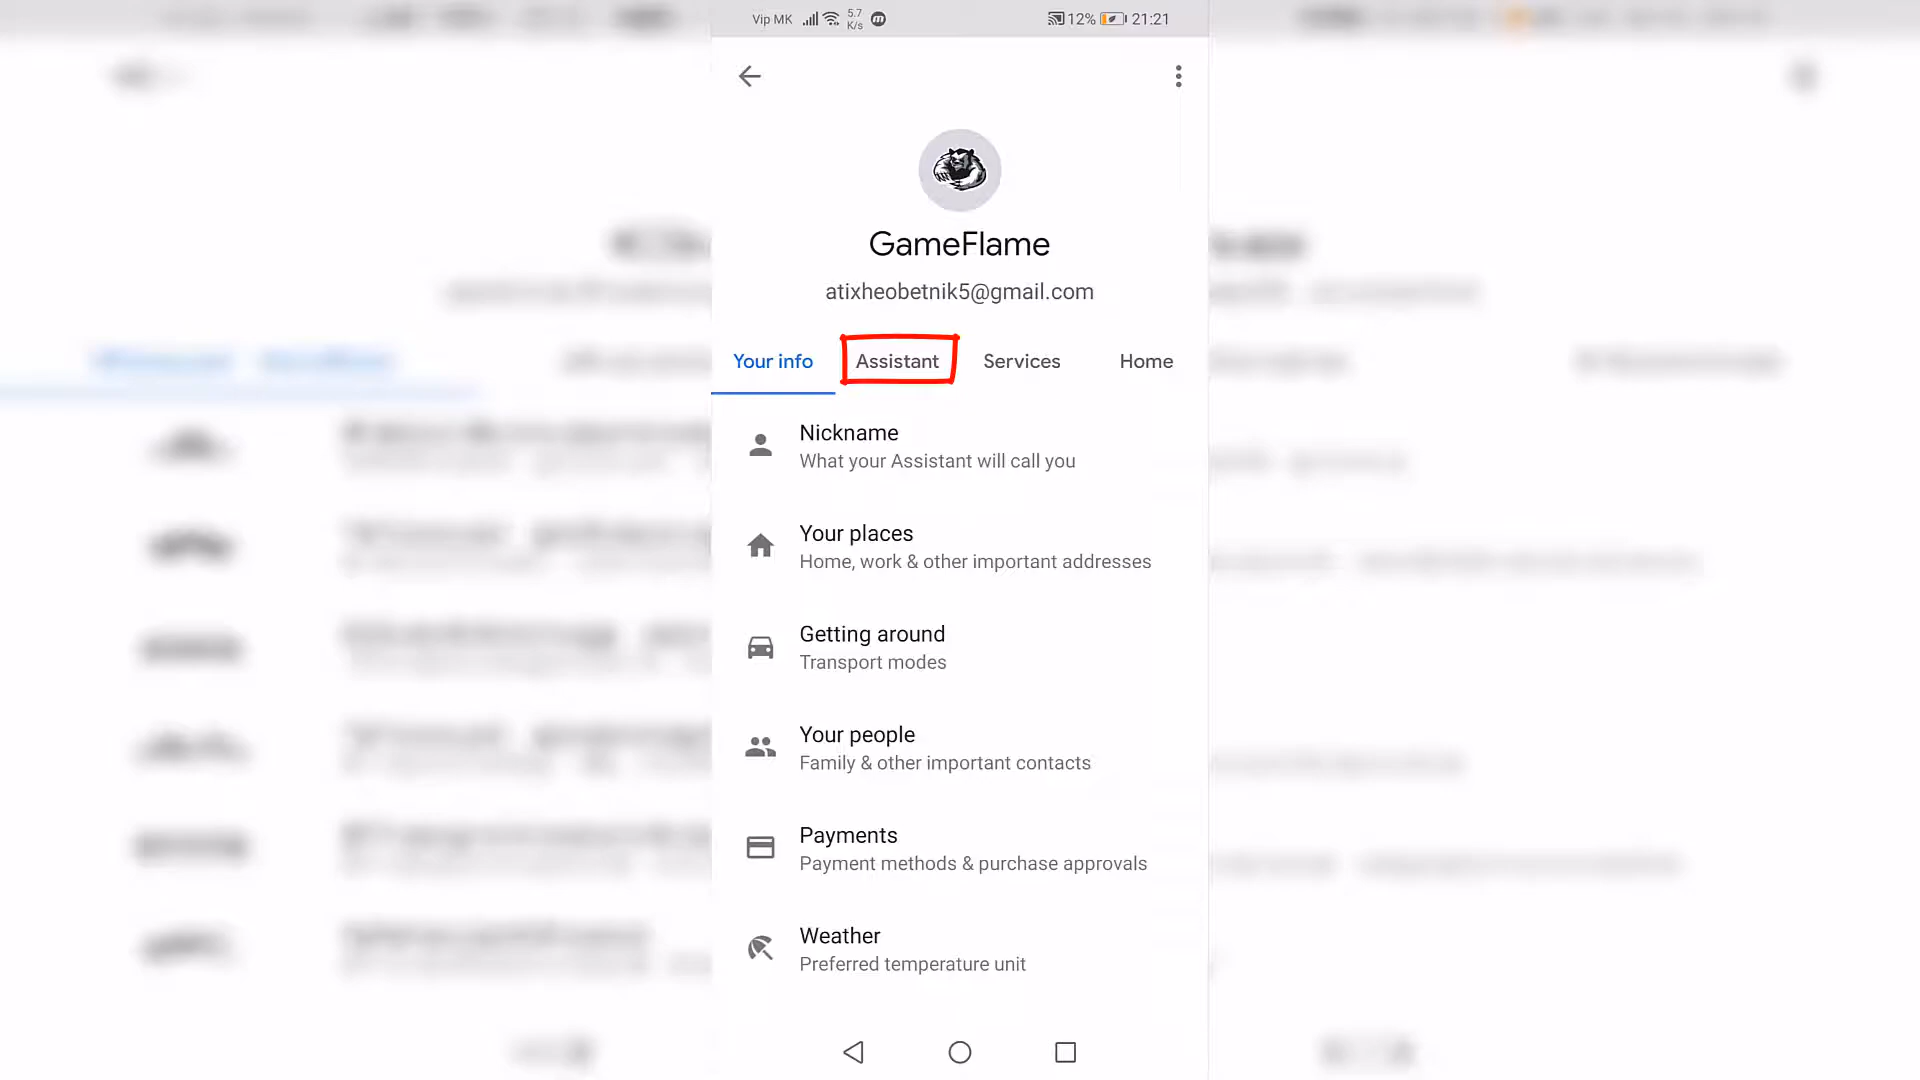 Vip MK 5.7 K/s 12% 21:21
GameFlame
atixheobetnik5@gmail.com
Your info Assistant Services Home
Nickname
What your Assistant will call you
Your places
Home, work & other important addresses
Getting around
Transport modes
Your people
Family & other important contacts
Payments
Payment methods & purchase approvals
Weather
Preferred temperature unit